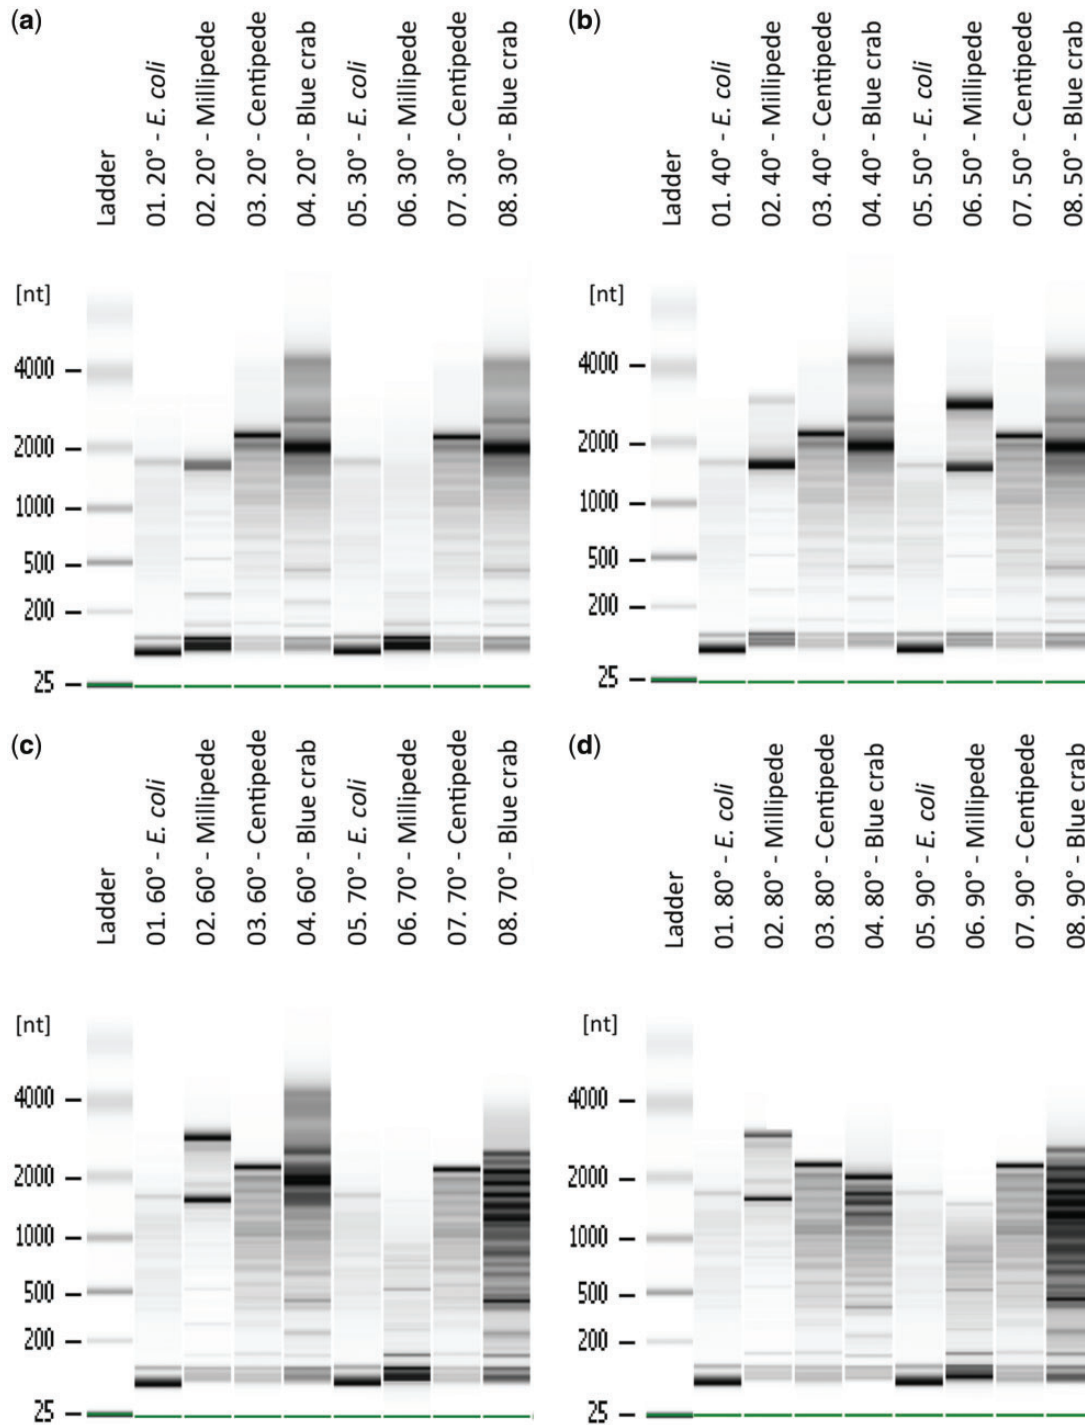 (a)
Ladder
01. 20° - E. coli
02. 20° - Millipede
03. 20° - Centipede
04. 20° - Blue crab
05. 30° - E. coli
06. 30° - Millipede
07. 30° - Centipede
08. 30° - Blue crab
[nt]
4000
2000
1000
500
200
25
(b)
Ladder
01. 40° - E. coli
02. 40° - Millipede
03. 40° - Centipede
04. 40° - Blue crab
05. 50° - E. coli
06. 50° - Millipede
07. 50° - Centipede
08. 50° - Blue crab
[nt]
4000
2000
1000
500
200
25
(c)
Ladder
01. 60° - E. coli
02. 60° - Millipede
03. 60° - Centipede
04. 60° - Blue crab
05. 70° - E. coli
06. 70° - Millipede
07. 70° - Centipede
08. 70° - Blue crab
[nt]
4000
2000
1000
500
200
25
(d)
Ladder
01. 80° - E. coli
02. 80° - Millipede
03. 80° - Centipede
04. 80° - Blue crab
05. 90° - E. coli
06. 90° - Millipede
07. 90° - Centipede
08. 90° - Blue crab
[nt]
4000
2000
1000
500
200
25